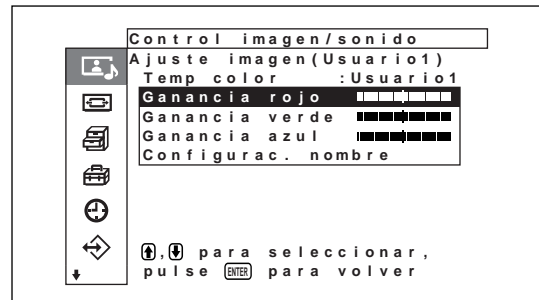 Control imagen/sonido
Ajuste imagen(Usuario1)
Temp color :Usuario1
Ganancia rojo
Ganancia verde
Ganancia azul
Configurac. nombre
, para seleccionar,
pulse ENTER para volver